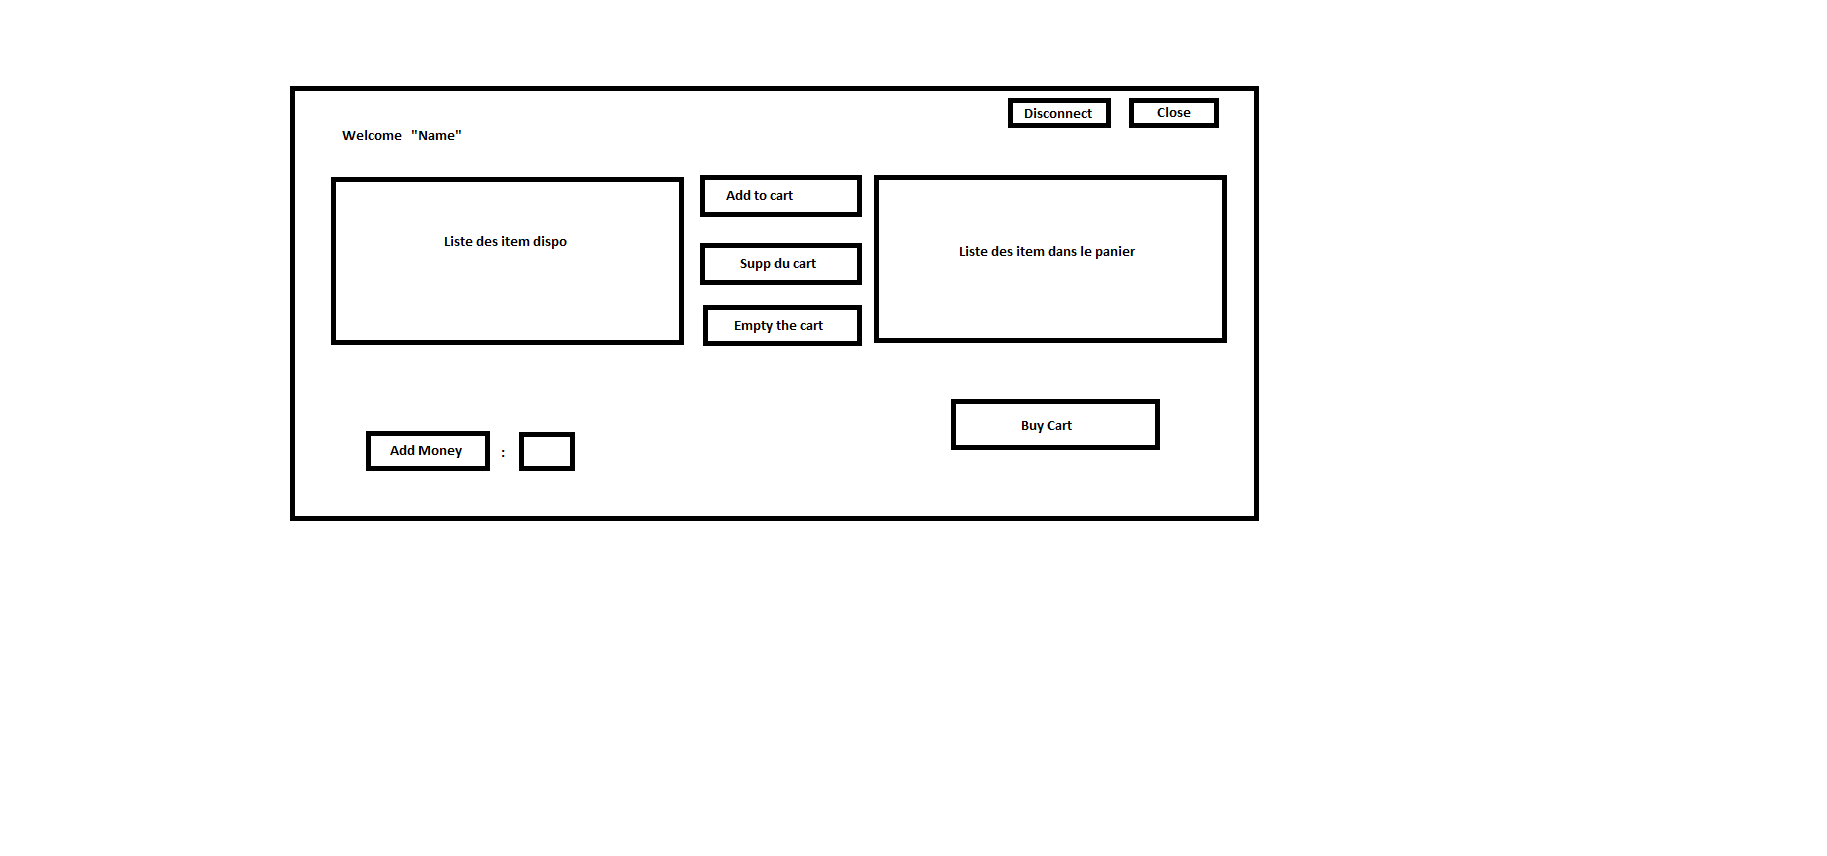 Disconnect
Close
Welcome "Name"
Liste des item dispo
Add to cart
Supp du cart
Empty the cart
Liste des item dans le panier
Buy Cart
Add Money :